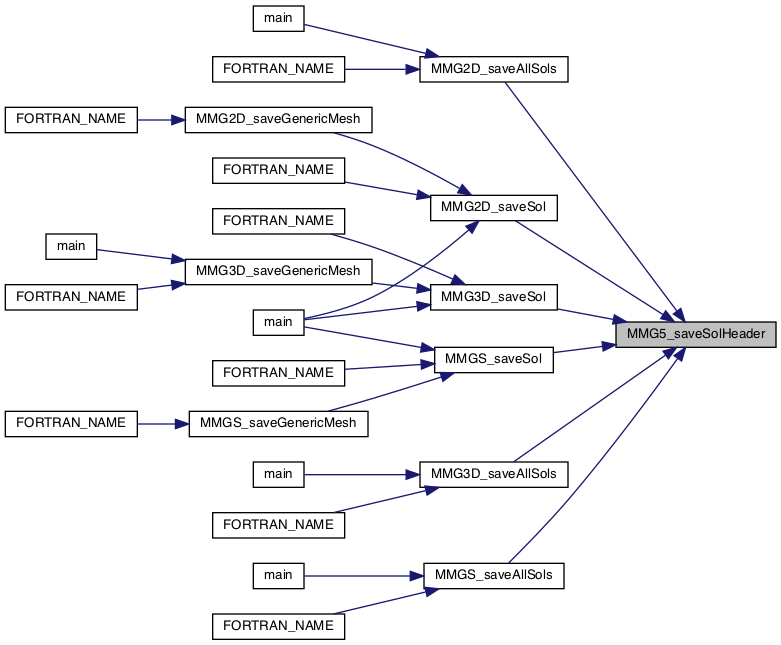 main
FORTRAN_NAME
MMG2D_saveAllSols
FORTRAN_NAME
MMG2D_saveGenericMesh
FORTRAN_NAME
MMG2D_saveSol
FORTRAN_NAME
main
MMG3D_saveGenericMesh
FORTRAN_NAME
MMG3D_saveSol
main
MMG5_saveSolHeader
MMGS_saveSol
FORTRAN_NAME
FORTRAN_NAME
MMGS_saveGenericMesh
main
MMG3D_saveAllSols
FORTRAN_NAME
main
MMGS_saveAllSols
FORTRAN_NAME